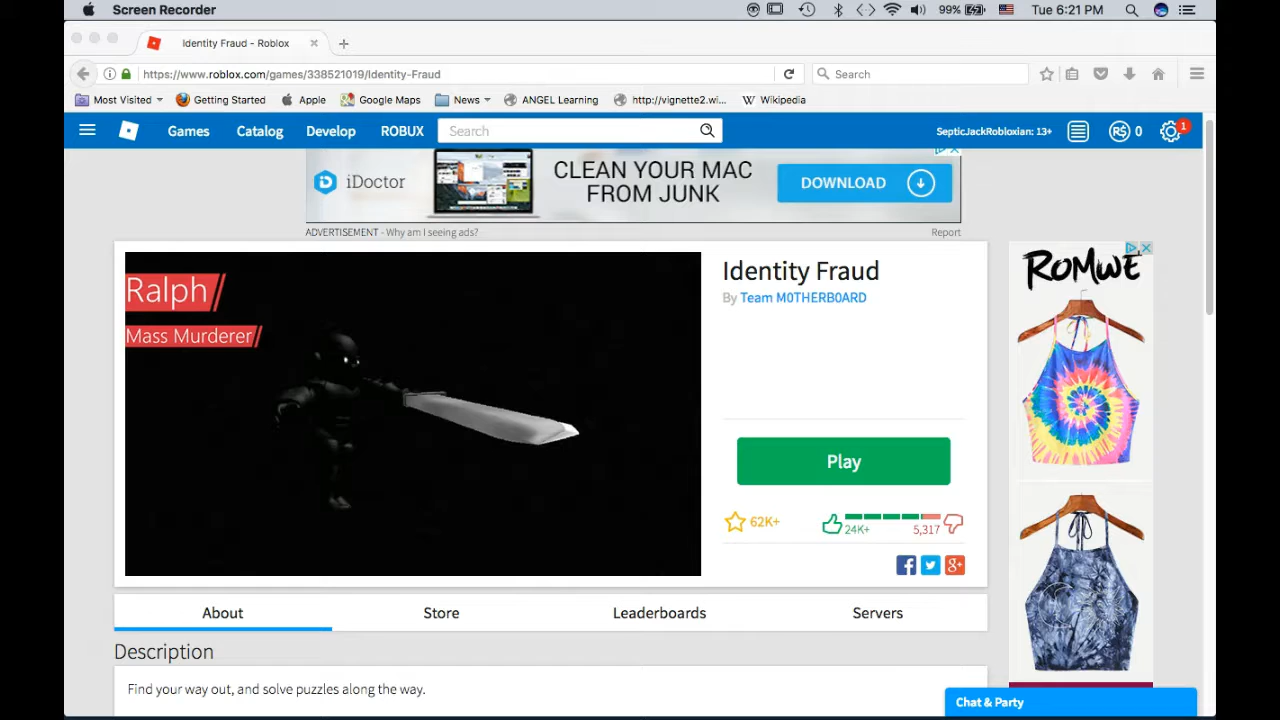 Screen Recorder
99%
Tue 6:21 PM
Identity Fraud - Roblox
https://www.roblox.com/games/338521019/Identity-Fraud
Search
Most Visited
Getting Started
Apple
Google Maps
News
ANGEL Learning
http://vignette2.wi...
Wikipedia
Games
Catalog
Develop
ROBUX
Search
SepticJackRobloxian: 13+
R$ 0
1
iDoctor
CLEAN YOUR MAC
FROM JUNK
DOWNLOAD
ADVERTISEMENT - Why am I seeing ads?
Report
Ralph
Mass Murderer
Identity Fraud
By Team M0THERB0ARD
Play
62K+
24K+
5,317
ROMWE
About
Store
Leaderboards
Servers
Description
Find your way out, and solve puzzles along the way.
Chat & Party